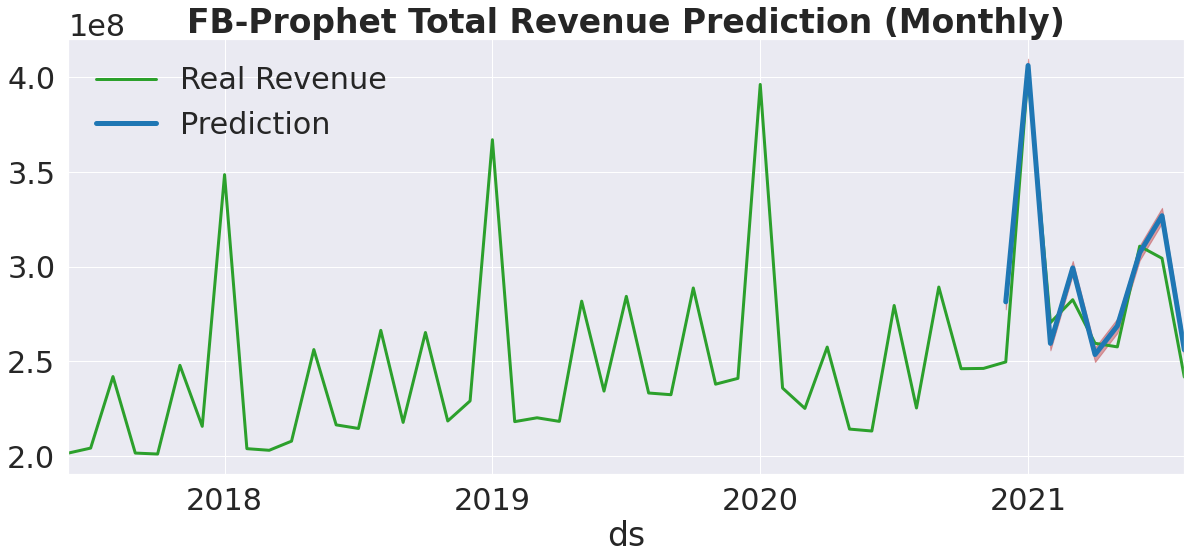 FB-Prophet Total Revenue Prediction (Monthly)
1e8
4.0
3.5
3.0
2.5
2.0
Real Revenue
Prediction
2018 2019 2020 2021
ds